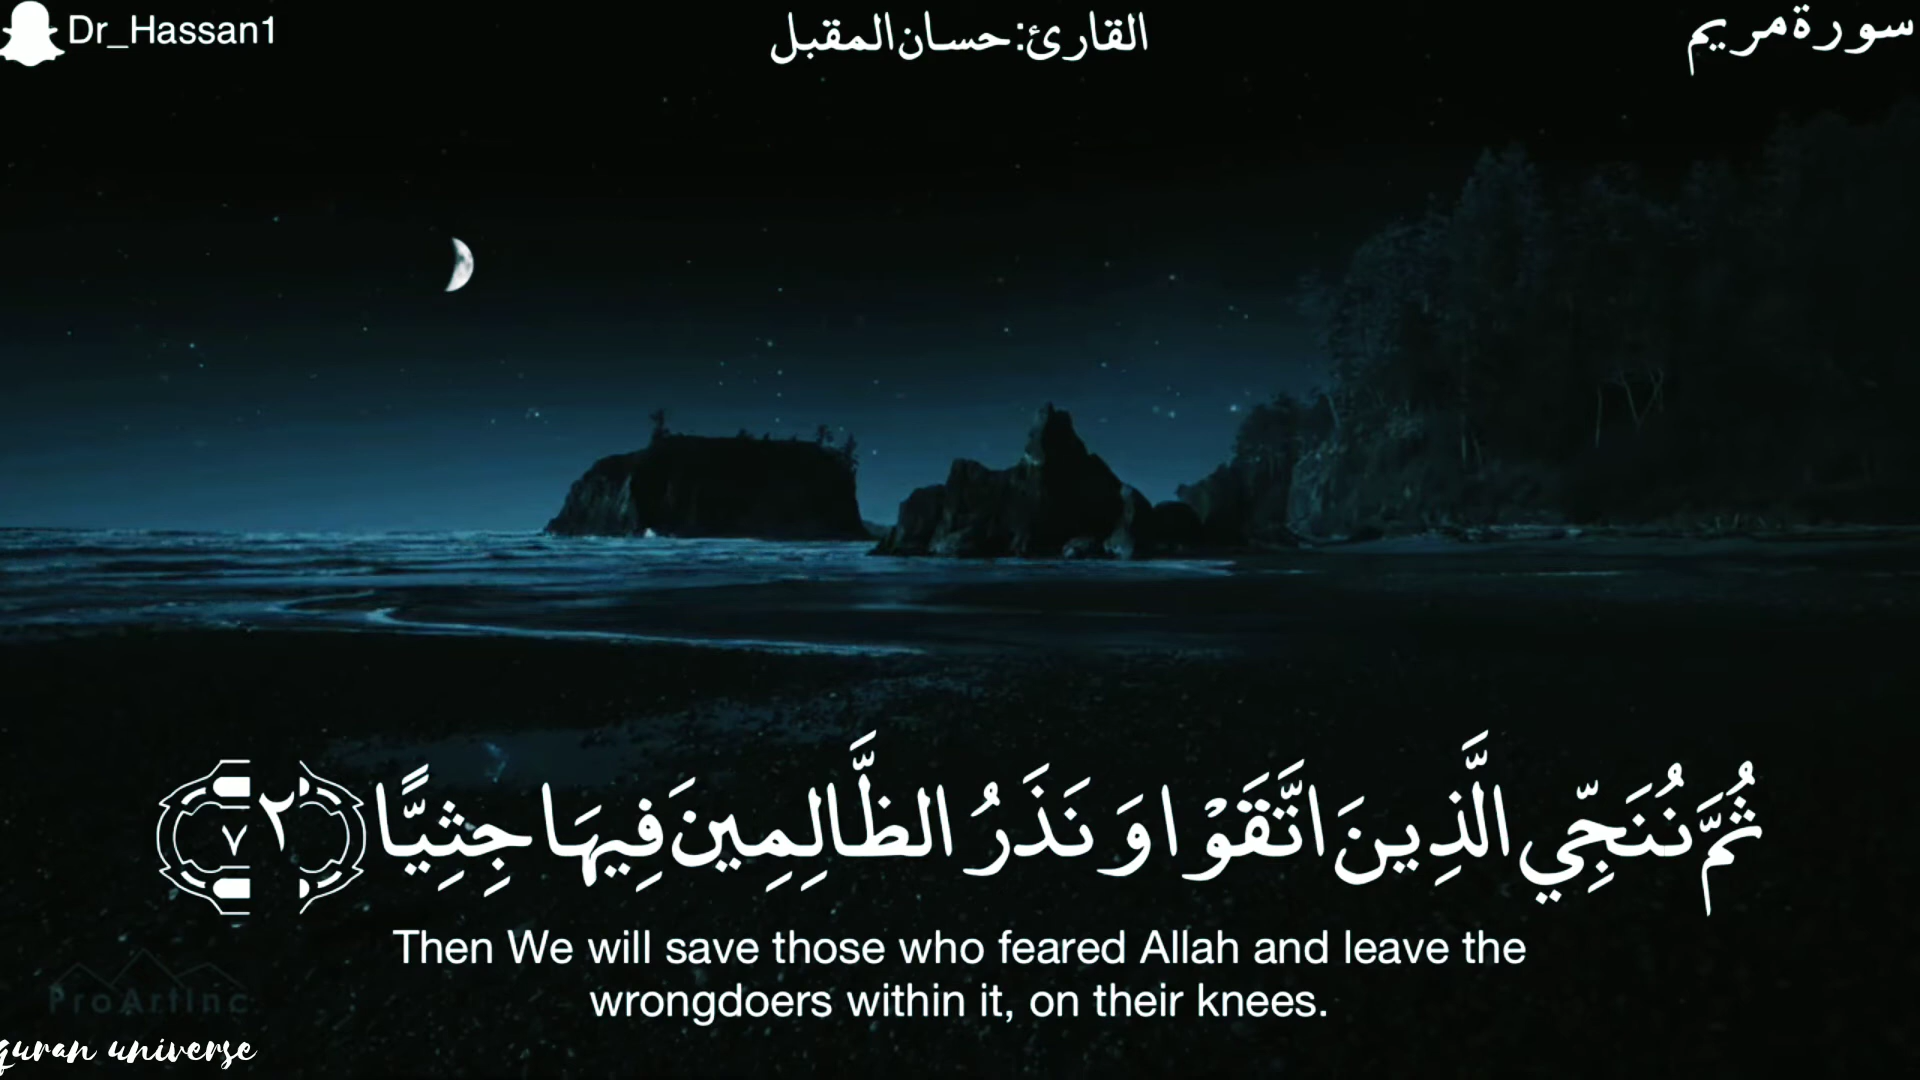 Dr_Hassan1
القارئ: حسان المقبل
سورة مريم
ثُمَّ نُنَجِّي الَّذِينَ اتَّقَوْا وَنَذَرُ الظَّالِمِينَ فِيهَا جِثِيًّا ٧٢
Then We will save those who feared Allah and leave the
wrongdoers within it, on their knees.
ProArtInc
quran universe